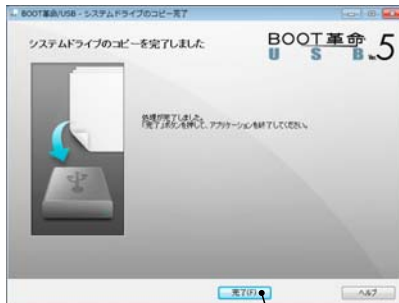 BOOT革命/USB - システムドライブのコピー完了
システムドライブのコピーを完了しました
BOOT革命
USB Ver.5
処理が完了しました。
「完了」ボタンを押して、アプリケーションを終了してください。
完了(F)
ヘルプ